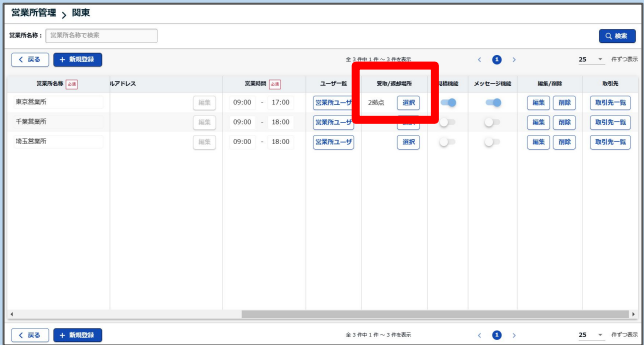 営業所管理 > 関東
営業所名称： 営業所名称で検索 検索
< 戻る + 新規登録 全 3 件中 1 件 ～ 3 件を表示 < 1 > 25 件ずつ表示
営業所名称 必須 ルアドレス 営業時間 必須 ユーザ一覧 受取/返却場所 メッセージ機能 編集/削除 取引先
東京営業所 編集 09:00 - 17:00 営業所ユーザ 2拠点 選択 編集 削除 取引先一覧
千葉営業所 編集 09:00 - 18:00 営業所ユーザ 編集 削除 取引先一覧
埼玉営業所 編集 09:00 - 18:00 営業所ユーザ 選択 編集 削除 取引先一覧
< 戻る + 新規登録 全 3 件中 1 件 ～ 3 件を表示 < 1 > 25 件ずつ表示